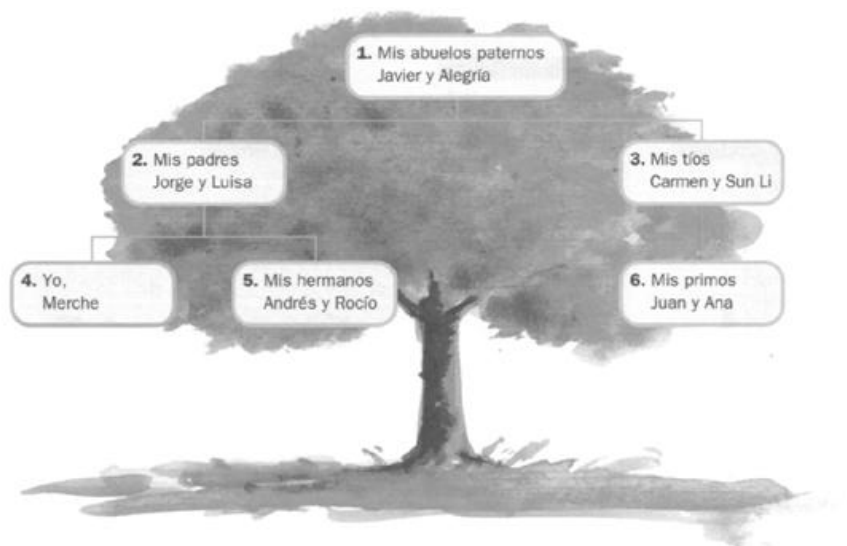 1. Mis abuelos paternos
Javier y Alegría
2. Mis padres
Jorge y Luisa
3. Mis tíos
Carmen y Sun Li
4. Yo,
Merche
5. Mis hermanos
Andrés y Rocío
6. Mis primos
Juan y Ana